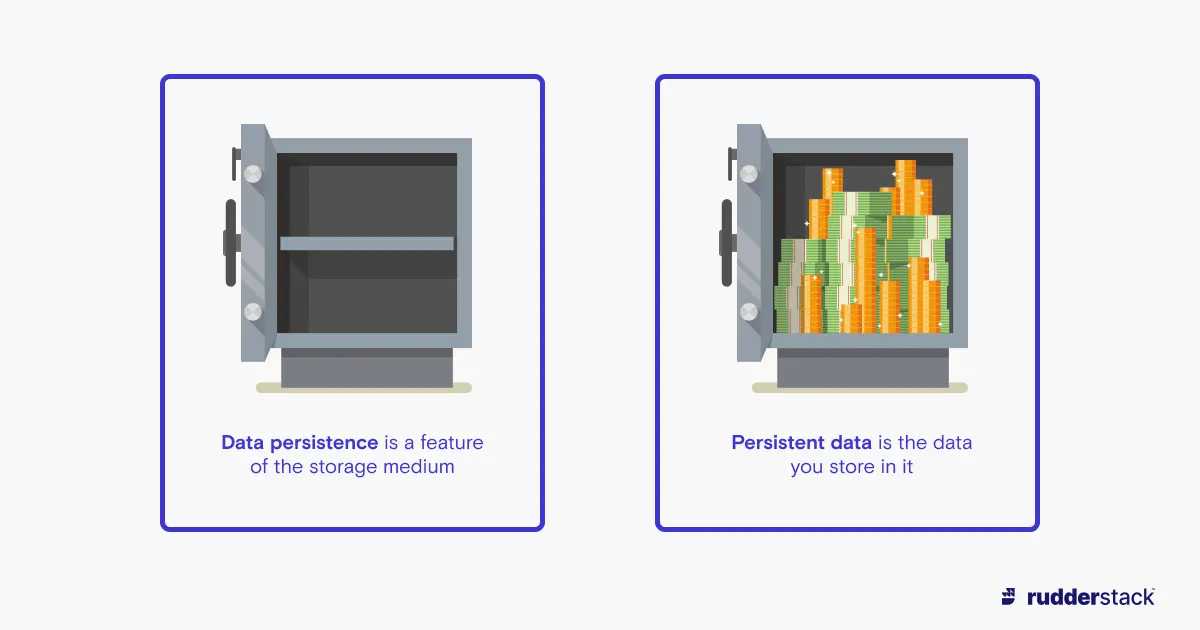 Data persistence is a feature
of the storage medium
Persistent data is the data
you store in it
rudderstack